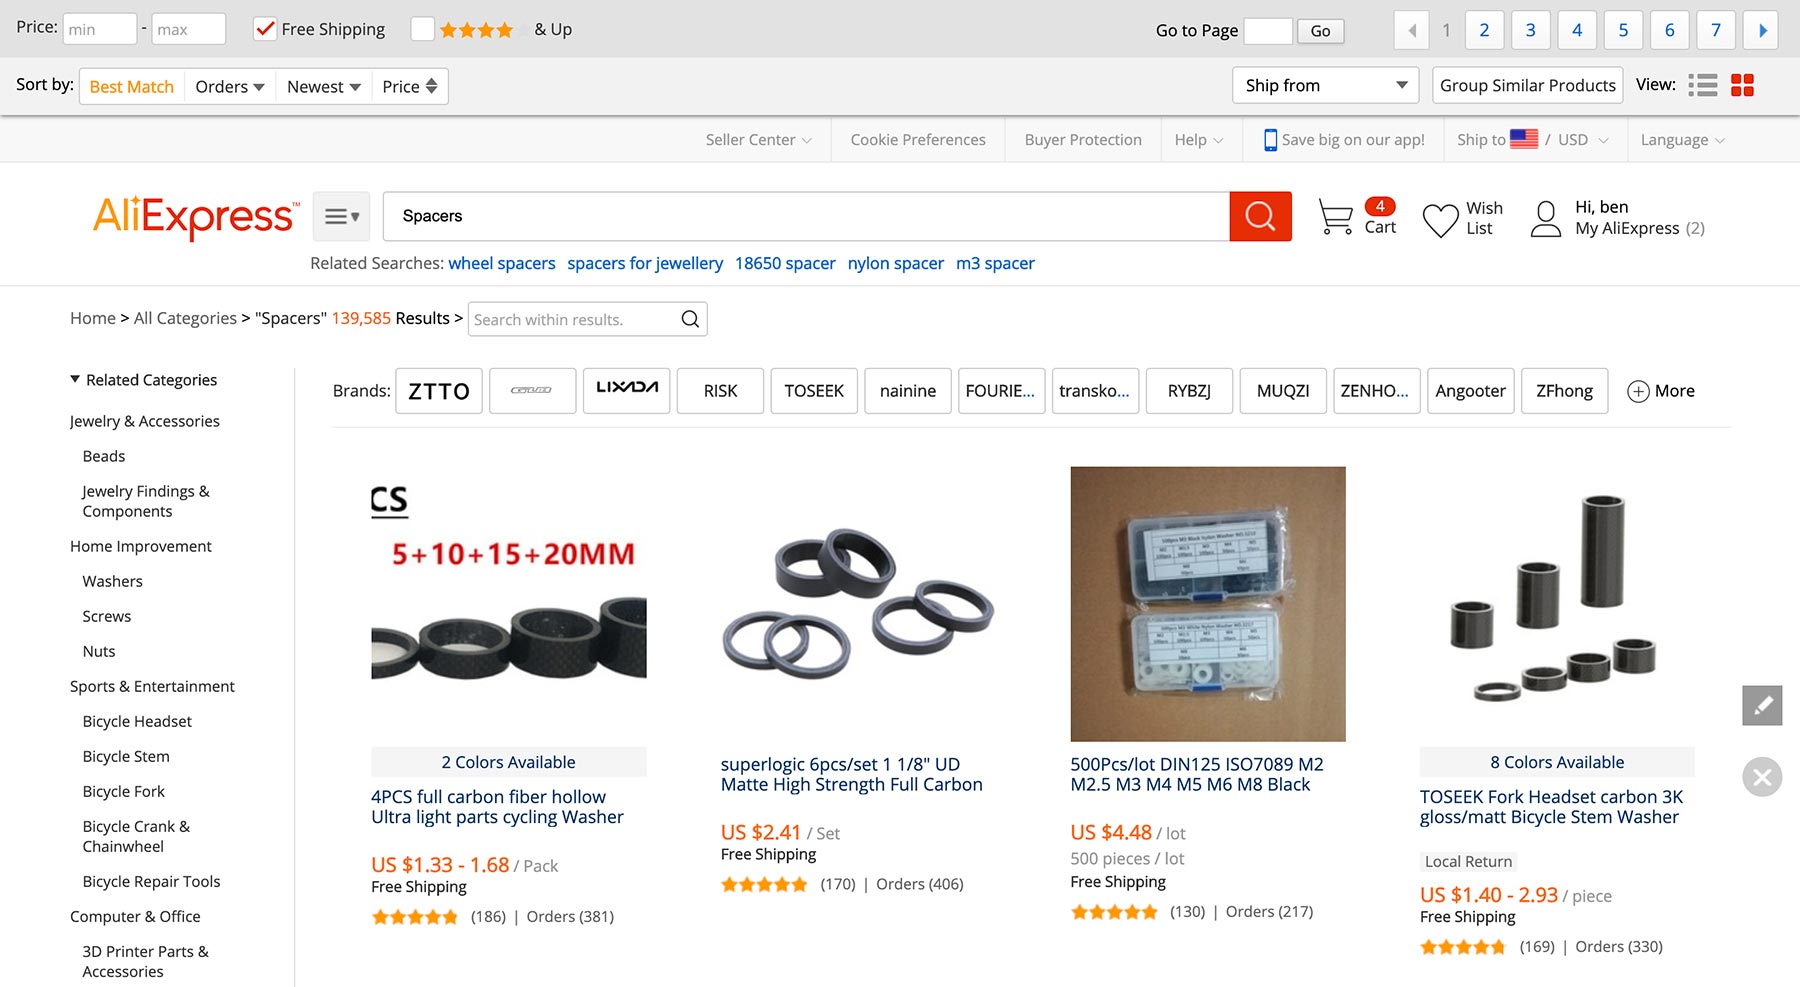 Price: min - max Free Shipping & Up Go to Page Go 1 2 3 4 5 6 7
Sort by: Best Match Orders Newest Price Ship from Group Similar Products View:
Seller Center Cookie Preferences Buyer Protection Help Save big on our app! Ship to / USD Language
AliExpress™ Spacers 4 Cart Wish List Hi, ben My AliExpress (2)
Related Searches: wheel spacers spacers for jewellery 18650 spacer nylon spacer m3 spacer
Home > All Categories > "Spacers" 139,585 Results > Search within results.
Related Categories
Jewelry & Accessories
Beads
Jewelry Findings &
Components
Home Improvement
Washers
Screws
Nuts
Sports & Entertainment
Bicycle Headset
Bicycle Stem
Bicycle Fork
Bicycle Crank &
Chainwheel
Bicycle Repair Tools
Computer & Office
3D Printer Parts &
Accessories
Brands: ZTTO LIXADA RISK TOSEEK nainine FOURIE... transko... RYBZJ MUQZI ZENHO... Angooter ZFhong More
CS
5+10+15+20MM
2 Colors Available
4PCS full carbon fiber hollow
Ultra light parts cycling Washer
US $1.33 - 1.68 / Pack
Free Shipping
(186) | Orders (381)
superlogic 6pcs/set 1 1/8" UD
Matte High Strength Full Carbon
US $2.41 / Set
Free Shipping
(170) | Orders (406)
500Pcs/lot DIN125 ISO7089 M2
M2.5 M3 M4 M5 M6 M8 Black
US $4.48 / lot
500 pieces / lot
Free Shipping
(130) | Orders (217)
8 Colors Available
TOSEEK Fork Headset carbon 3K
gloss/matt Bicycle Stem Washer
Local Return
US $1.40 - 2.93 / piece
Free Shipping
(169) | Orders (330)